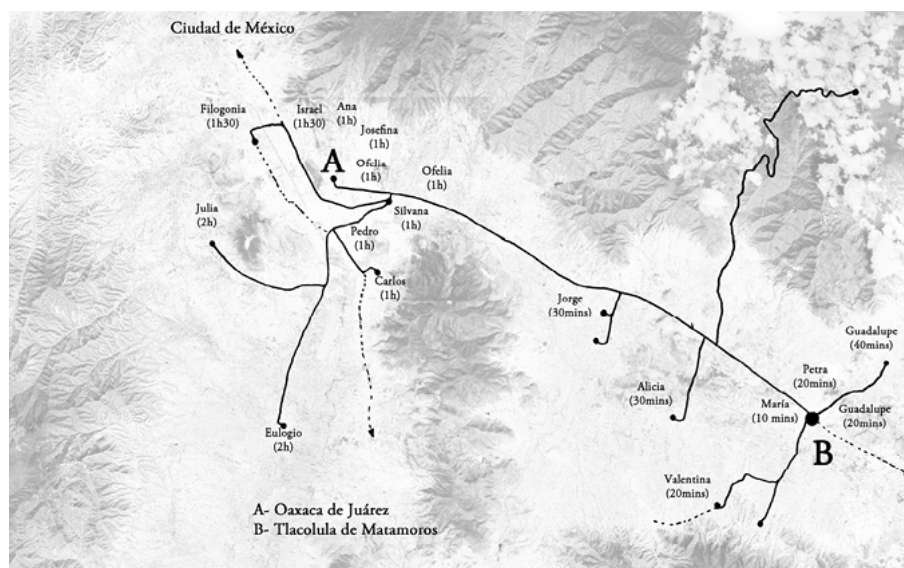 Ciudad de México
Filogonia
(1h30)
Israel
(1h30)
Ana
(1h)
Josefina
(1h)
A
Ofelia
(1h)
Ofelia
(1h)
Julia
(2h)
Silvana
(1h)
Pedro
(1h)
Carlos
(1h)
Jorge
(30mins)
Guadalupe
(40mins)
Petra
(20mins)
Alicia
(30mins)
María
(10 mins)
Guadalupe
(20mins)
Eulogio
(2h)
B
Valentina
(20mins)
A- Oaxaca de Juárez
B- Tlacolula de Matamoros